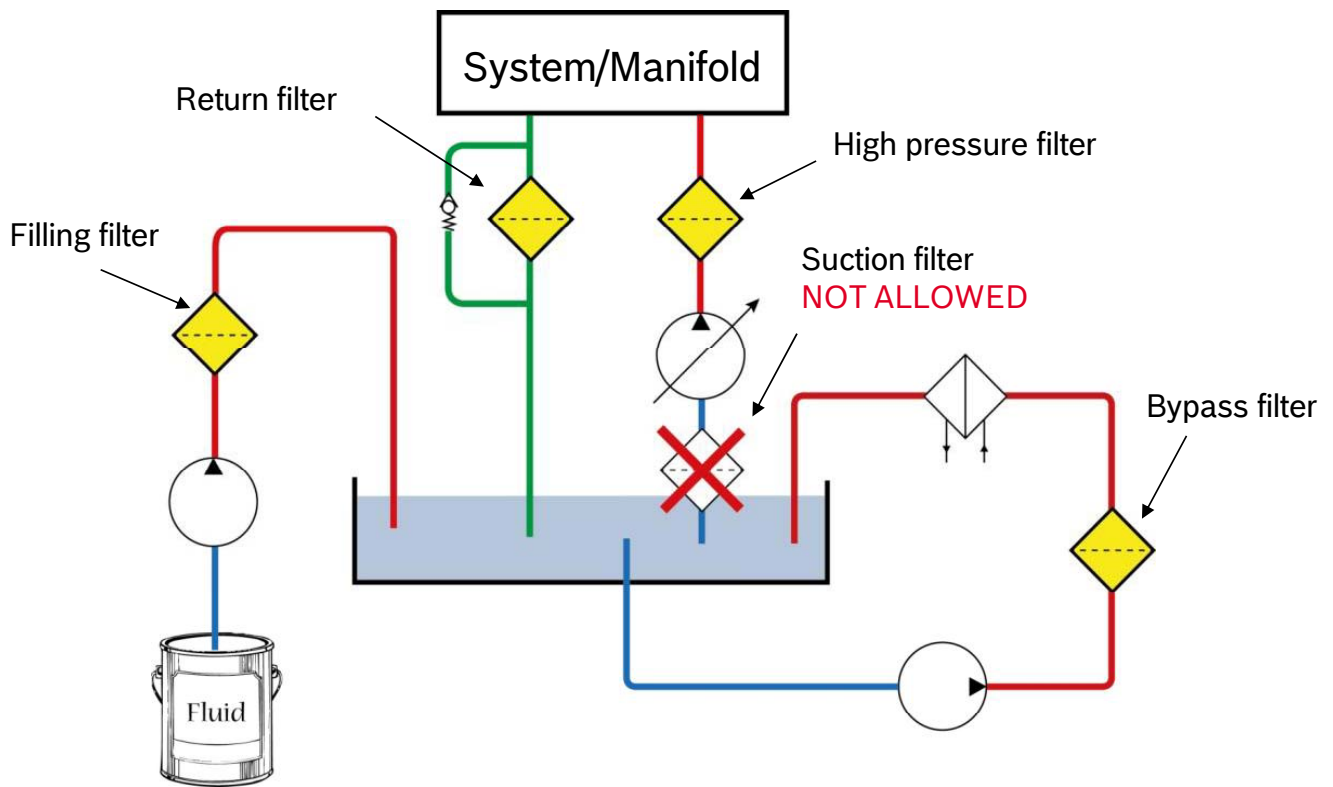 System/Manifold
Return filter
High pressure filter
Filling filter
Suction filter
NOT ALLOWED
Bypass filter
Fluid